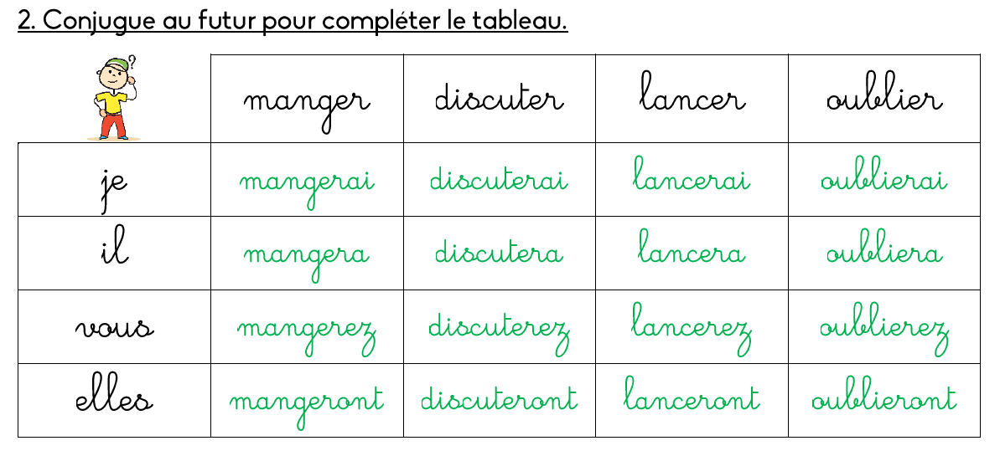 2. Conjugue au futur pour compléter le tableau.
?
manger discuter lancer oublier
je mangerai discuterai lancerai oublierai
il mangera discutera lancera oubliera
vous mangerez discuterez lancerez oublierez
elles mangeront discuteront lanceront oublieront